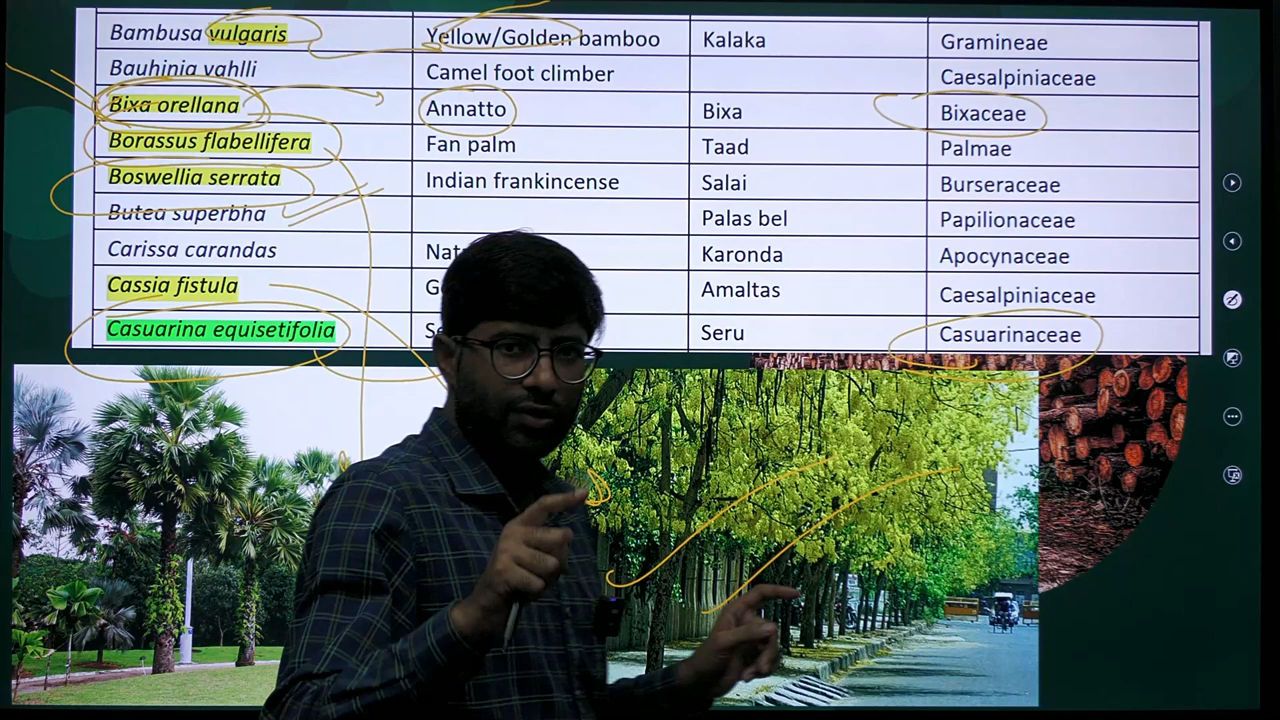 Bambusa vulgaris Yellow/Golden bamboo Kalaka Gramineae
Bauhinia vahlli Camel foot climber Caesalpiniaceae
Bixa orellana Annatto Bixa Bixaceae
Borassus flabellifera Fan palm Taad Palmae
Boswellia serrata Indian frankincense Salai Burseraceae
Butea superbha Palas bel Papilionaceae
Carissa carandas Karonda Apocynaceae
Cassia fistula Amaltas Caesalpiniaceae
Casuarina equisetifolia Seru Casuarinaceae